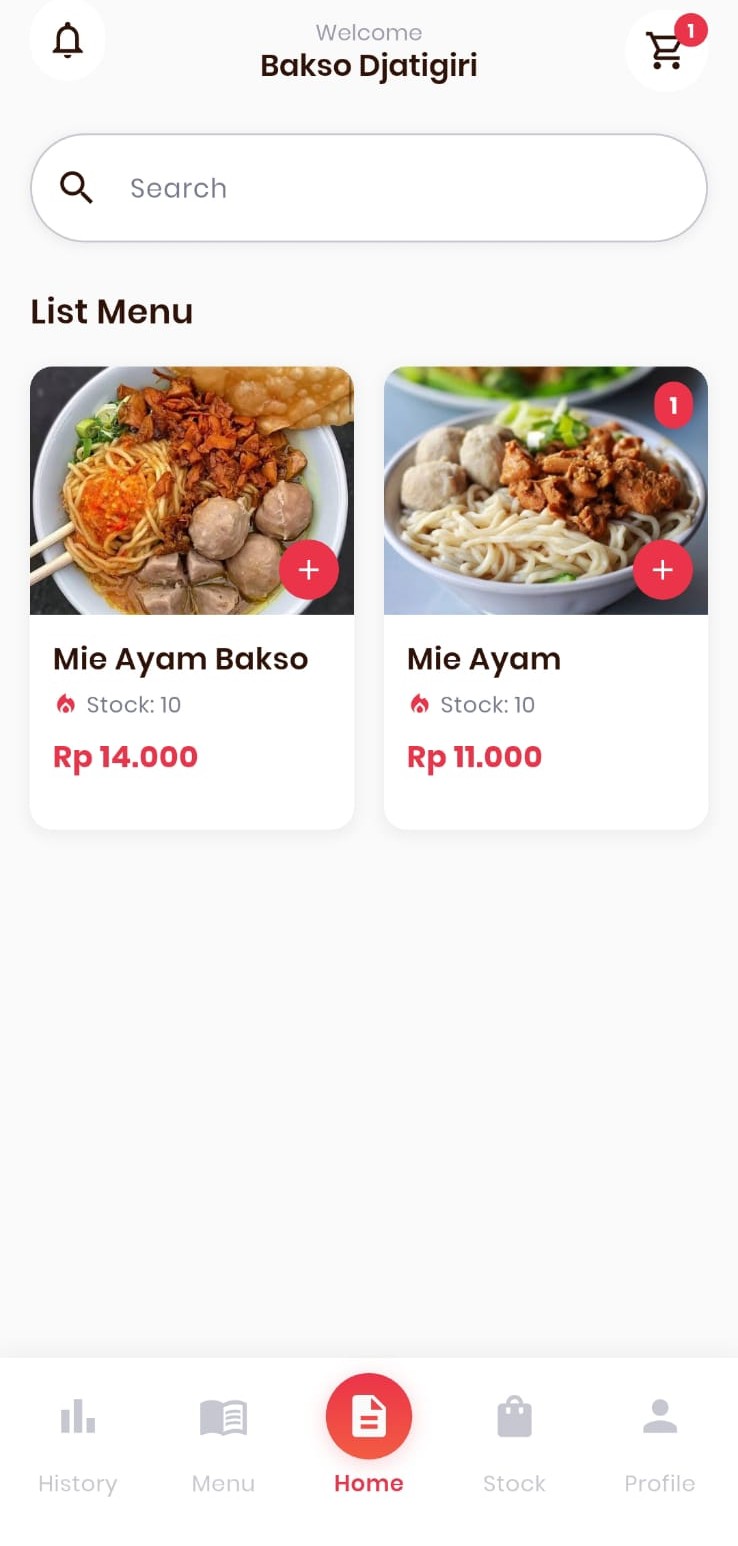 Welcome
Bakso Djatigiri
1
Search
List Menu
1
Mie Ayam Bakso
Stock: 10
Rp 14.000
Mie Ayam
Stock: 10
Rp 11.000
History
Menu
Home
Stock
Profile